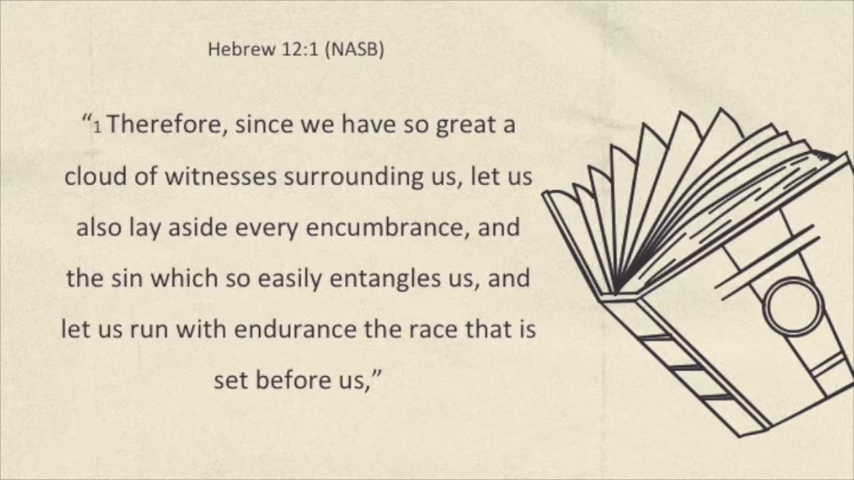 Hebrew 12:1 (NASB)
“1 Therefore, since we have so great a
cloud of witnesses surrounding us, let us
also lay aside every encumbrance, and
the sin which so easily entangles us, and
let us run with endurance the race that is
set before us,”